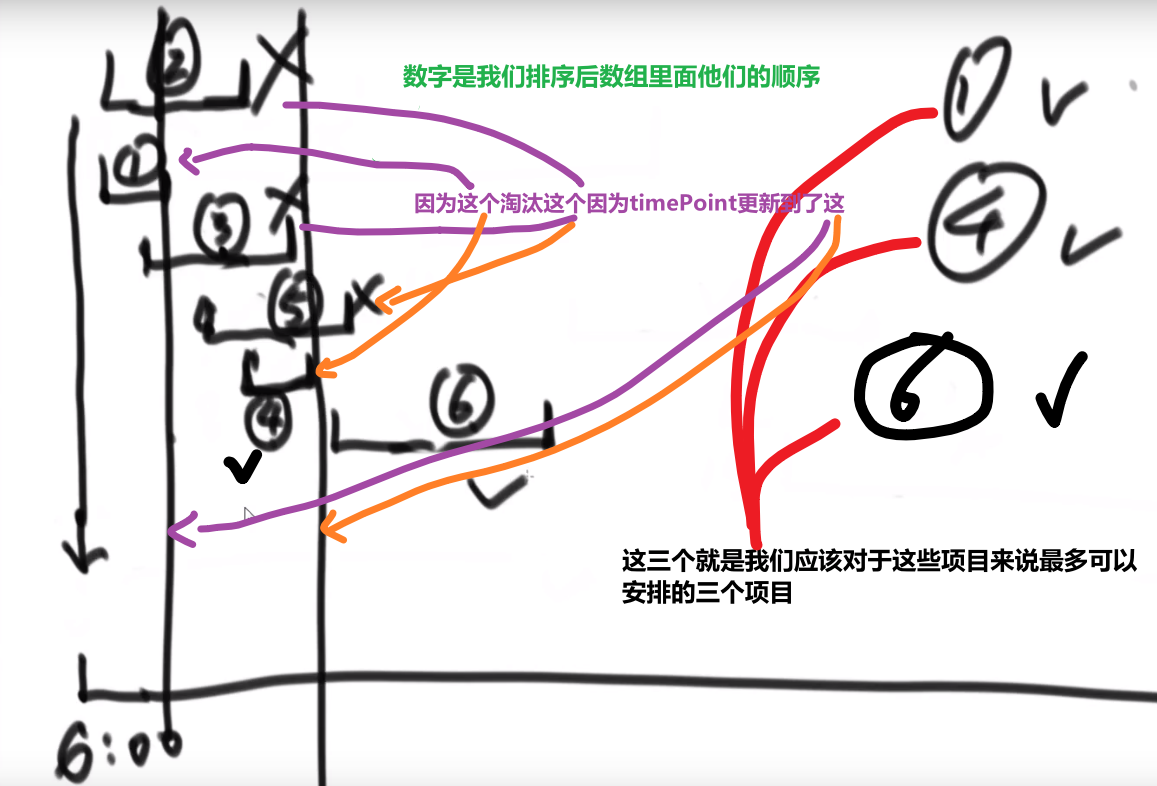 ②
数字是我们排序后数组里面他们的顺序
① ✓
①
因为这个淘汰这个因为timePoint更新到了这
③
④ ✓
⑤
④
⑥
⑥ ✓
这三个就是我们应该对于这些项目来说最多可以
安排的三个项目
6:00